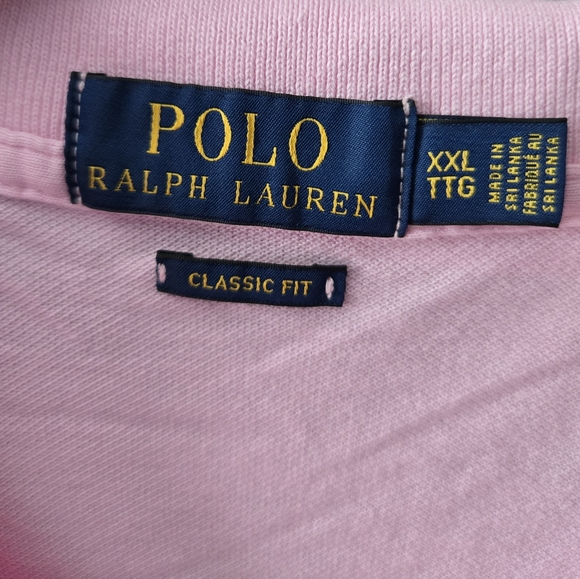 POLO
RALPH LAUREN
XXL
TTG
MADE IN
SRI LANKA
FABRIQUÉ AU
SRI LANKA
CLASSIC FIT